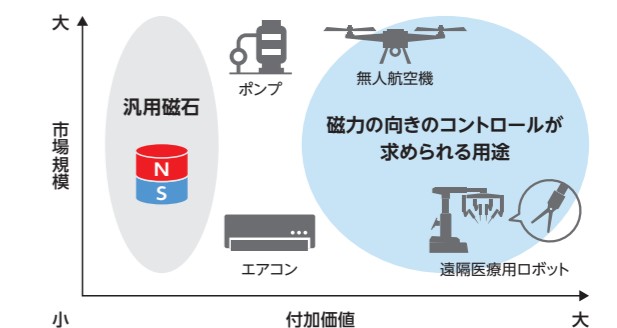 大
ポンプ
無人航空機
汎用磁石
磁力の向きのコントロールが
求められる用途
市場規模
N
S
エアコン
遠隔医療用ロボット
小
付加価値
大